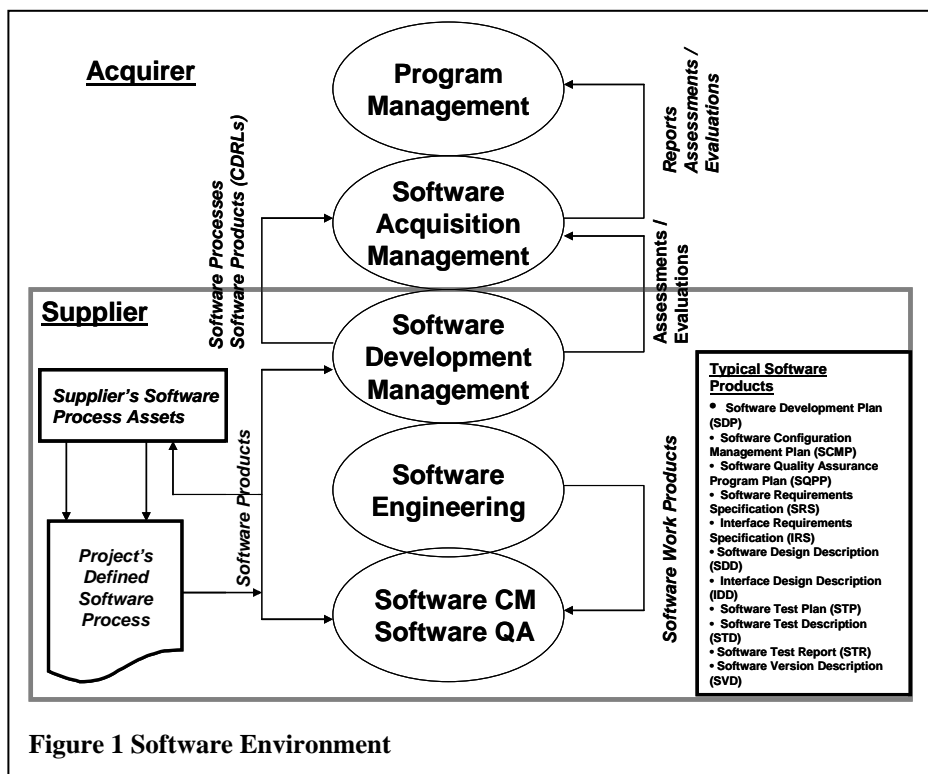 Acquirer
Program
Management
Reports
Assessments /
Evaluations
Software Processes
Software Products (CDRLs)
Software
Acquisition
Management
Assessments /
Evaluations
Supplier
Software
Development
Management
Supplier's Software
Process Assets
Software Products
Project's
Defined
Software
Process
Software
Engineering
Software Work Products
Software CM
Software QA
Typical Software
Products
• Software Development Plan
(SDP)
• Software Configuration
Management Plan (SCMP)
• Software Quality Assurance
Program Plan (SQPP)
• Software Requirements
Specification (SRS)
• Interface Requirements
Specification (IRS)
• Software Design Description
(SDD)
• Interface Design Description
(IDD)
• Software Test Plan (STP)
• Software Test Description
(STD)
• Software Test Report (STR)
• Software Version Description
(SVD)
Figure 1 Software Environment